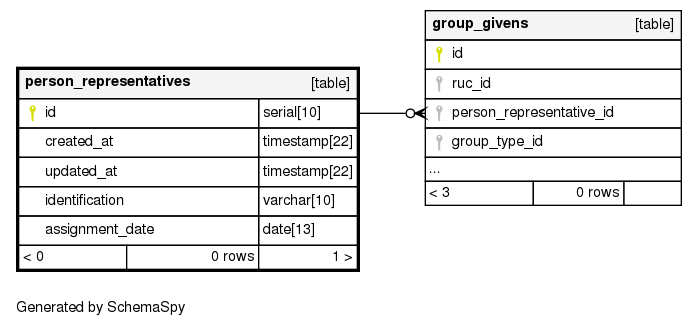 person_representatives [table]
id serial[10]
created_at timestamp[22]
updated_at timestamp[22]
identification varchar[10]
assignment_date date[13]
< 0 0 rows 1 >
group_givens [table]
id
ruc_id
person_representative_id
group_type_id
...
< 3 0 rows
Generated by SchemaSpy